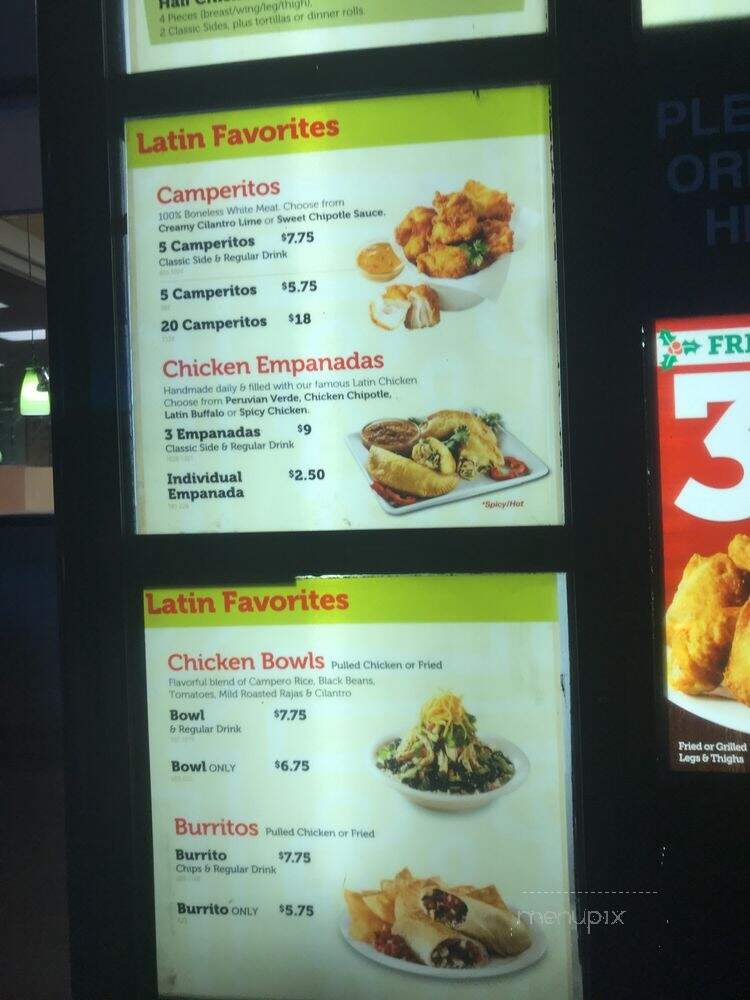 4 Pieces (breast/wing/leg/thigh),
2 Classic Sides, plus tortillas or dinner rolls.
Latin Favorites
Camperitos
100% Boneless White Meat. Choose from
Creamy Cilantro Lime or Sweet Chipotle Sauce.
5 Camperitos $7.75
Classic Side & Regular Drink
5 Camperitos $5.75
20 Camperitos $18
Chicken Empanadas
Handmade daily & filled with our famous Latin Chicken
Choose from Peruvian Verde, Chicken Chipotle,
Latin Buffalo or Spicy Chicken.
3 Empanadas $9
Classic Side & Regular Drink
Individual $2.50
Empanada
*Spicy/Hot
Latin Favorites
Chicken Bowls Pulled Chicken or Fried
Flavorful blend of Campero Rice, Black Beans,
Tomatoes, Mild Roasted Rajas & Cilantro
Bowl $7.75
& Regular Drink
Bowl ONLY $6.75
Burritos Pulled Chicken or Fried
Burrito $7.75
Chips & Regular Drink
Burrito ONLY $5.75
PLE
OR
H
FRE
3
Fried or Grilled
Legs & Thighs
menupix